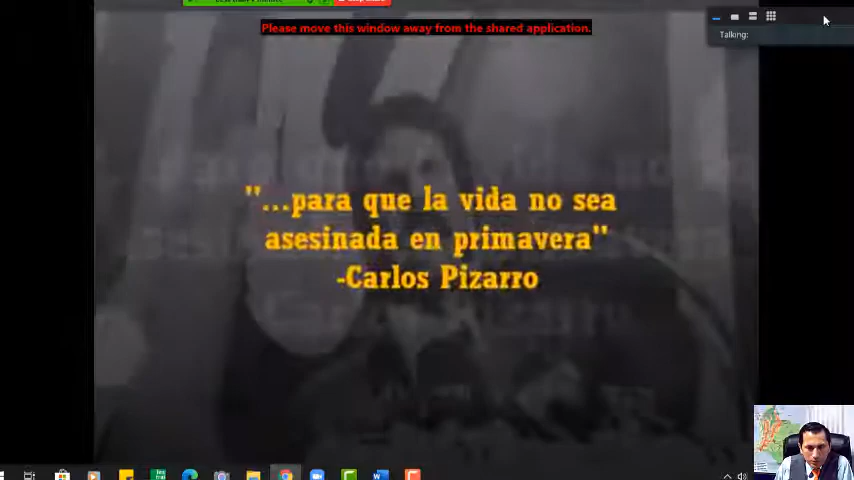 Please move this window away from the shared application.
Talking:
"...para que la vida no sea
asesinada en primavera"
-Carlos Pizarro